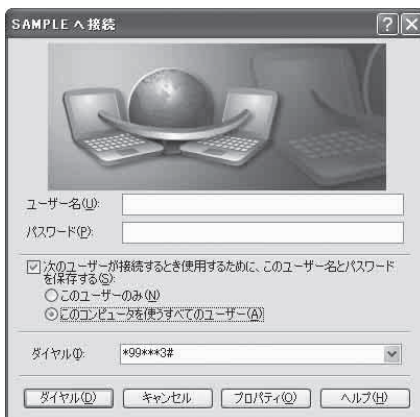 SAMPLE へ接続
ユーザー名(U):
パスワード(P):
次のユーザーが接続するとき使用するために、このユーザー名とパスワード
を保存する(S):
このユーザーのみ(N)
このコンピュータを使うすべてのユーザー(A)
ダイヤル(I): *99***3#
ダイヤル(D) キャンセル プロパティ(O) ヘルプ(H)